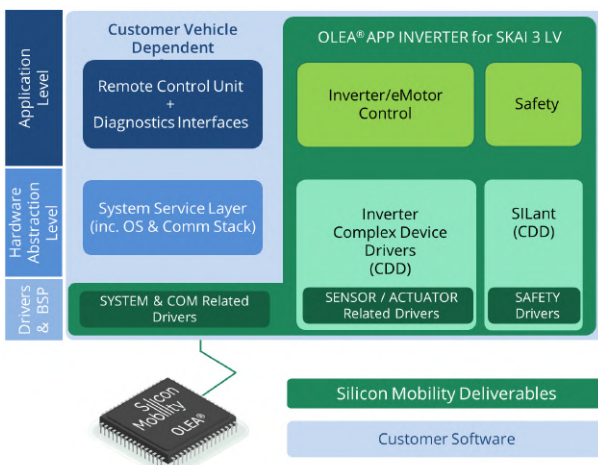 Application
Level
Hardware
Abstraction
Level
Drivers
& BSP
Customer Vehicle
Dependent
Remote Control Unit
+
Diagnostics Interfaces
System Service Layer
(inc. OS & Comm Stack)
SYSTEM & COM Related
Drivers
OLEA® APP INVERTER for SKAI 3 LV
Inverter/eMotor
Control
Safety
Inverter
Complex Device
Drivers
(CDD)
SILant
(CDD)
SENSOR / ACTUATOR
Related Drivers
SAFETY
Drivers
Silicon
Mobility
OLEA®
Silicon Mobility Deliverables
Customer Software